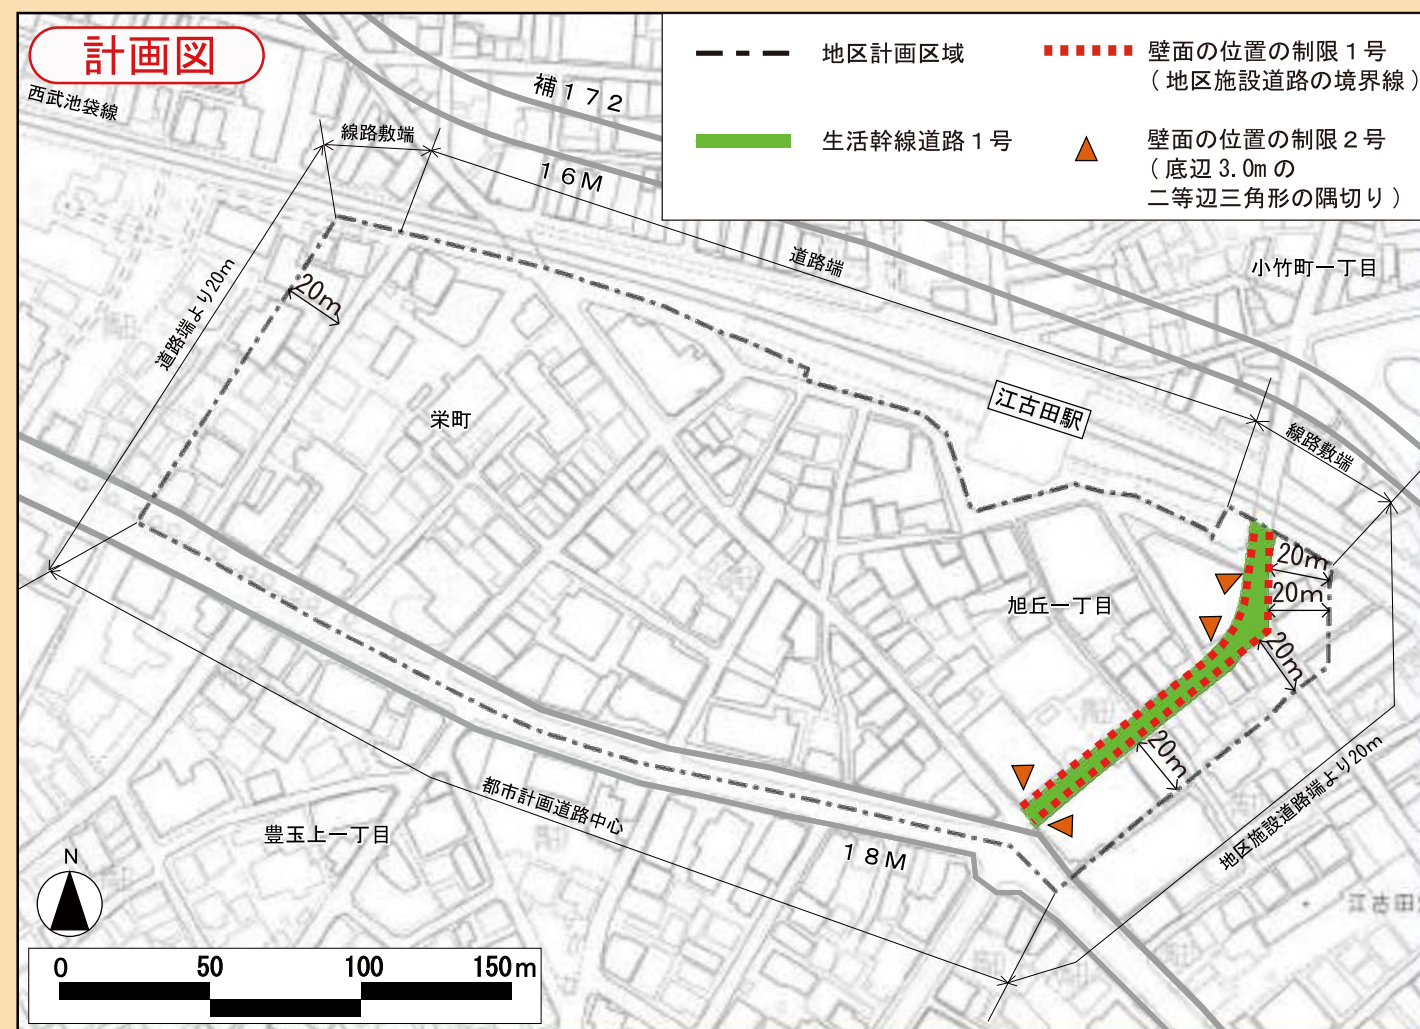 計画図
地区計画区域
壁面の位置の制限1号
(地区施設道路の境界線)
生活幹線道路1号
壁面の位置の制限2号
(底辺3.0mの
二等辺三角形の隅切り)
西武池袋線
線路敷端
補172
16M
道路端
小竹町一丁目
道路端より20m
20m
江古田駅
栄町
線路敷端
20m
20m
旭丘一丁目
20m
20m
地区施設道路端より20m
都市計画道路中心
豊玉上一丁目
18M
江古田
N
0 50 100 150m